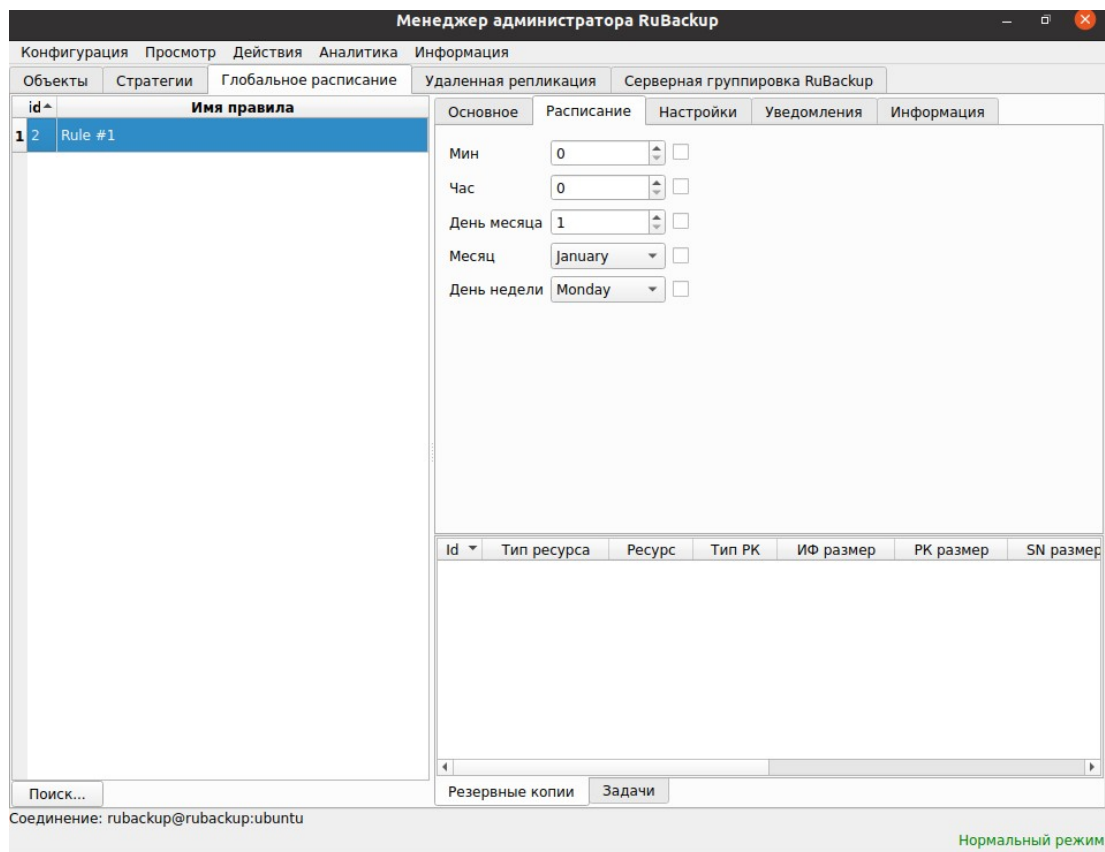 Менеджер администратора RuBackup
Конфигурация Просмотр Действия Аналитика Информация
Объекты Стратегии Глобальное расписание Удаленная репликация Серверная группировка RuBackup
id Имя правила
1 2 Rule #1
Основное Расписание Настройки Уведомления Информация
Мин 0
Час 0
День месяца 1
Месяц January
День недели Monday
Id Тип ресурса Ресурс Тип РК ИФ размер РК размер SN размер
Резервные копии Задачи
Поиск...
Соединение: rubackup@rubackup:ubuntu
Нормальный режим